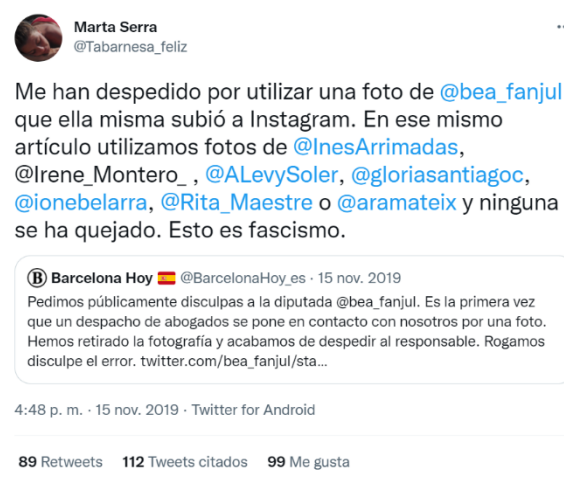 Marta Serra
@Tabarnesa_feliz
Me han despedido por utilizar una foto de @bea_fanjul
que ella misma subió a Instagram. En ese mismo
artículo utilizamos fotos de @InesArrimadas,
@Irene_Montero_ , @ALevySoler, @gloriasantiagoc,
@ionebelarra, @Rita_Maestre o @aramateix y ninguna
se ha quejado. Esto es fascismo.
B Barcelona Hoy 🇪🇸 @BarcelonaHoy_es · 15 nov. 2019
Pedimos públicamente disculpas a la diputada @bea_fanjul. Es la primera vez
que un despacho de abogados se pone en contacto con nosotros por una foto.
Hemos retirado la fotografía y acabamos de despedir al responsable. Rogamos
disculpe el error. twitter.com/bea_fanjul/sta…
4:48 p. m. · 15 nov. 2019 · Twitter for Android
89 Retweets 112 Tweets citados 99 Me gusta